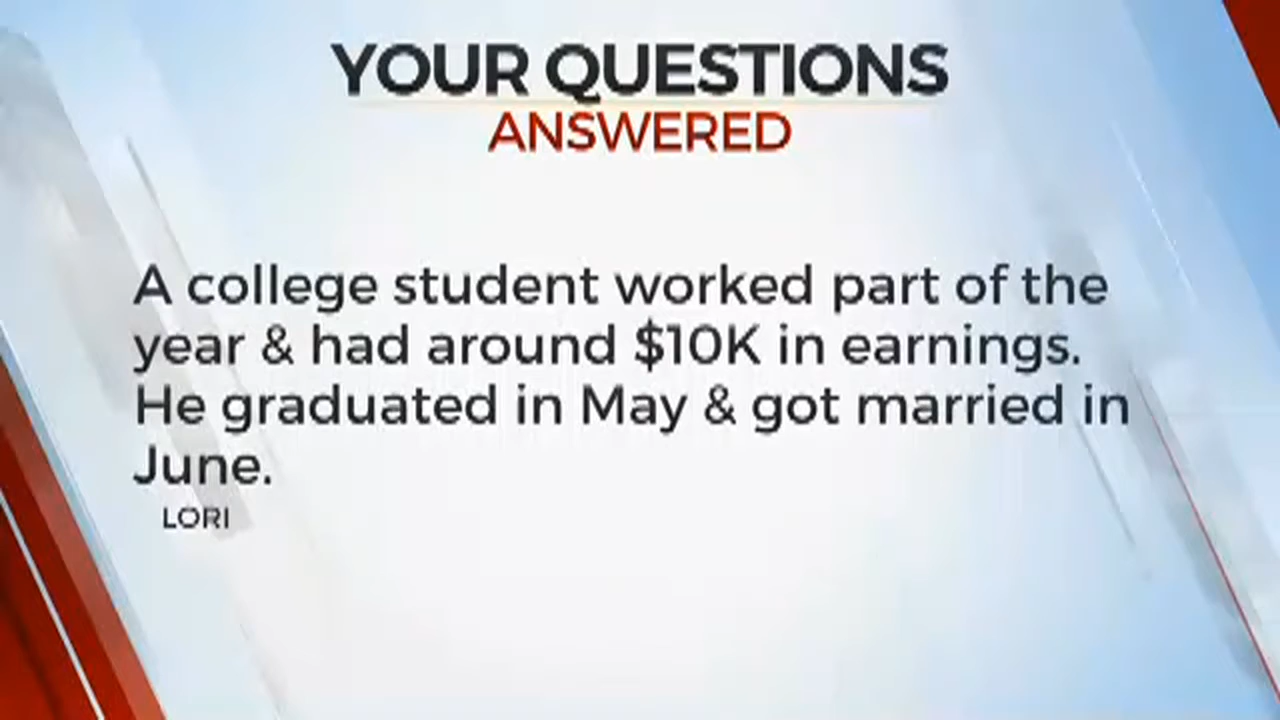 YOUR QUESTIONS
ANSWERED
A college student worked part of the
year & had around $10K in earnings.
He graduated in May & got married in
June.
LORI